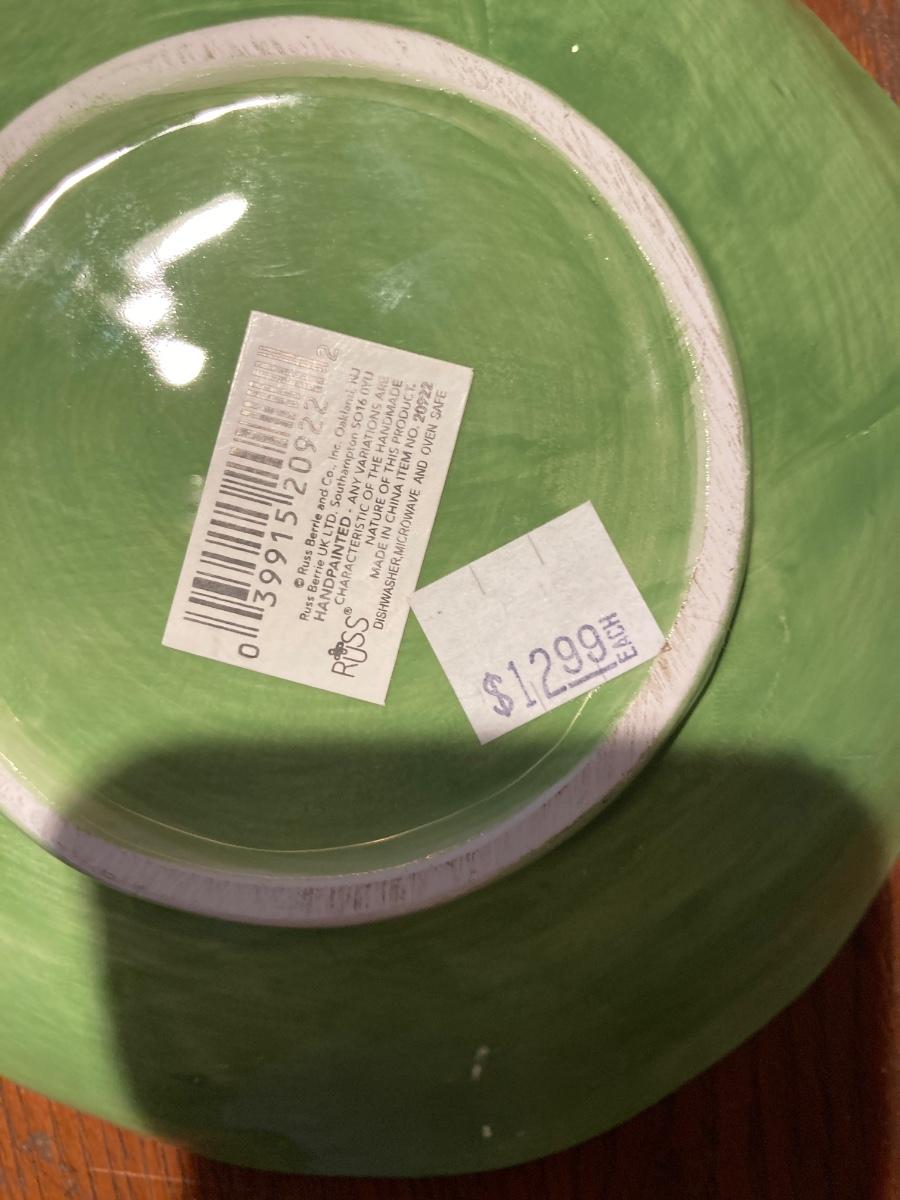 0 39915 20922 2
© Russ Berrie and Co., Inc. Oakland, NJ
Russ Berrie UK LTD. Southampton SO16 0YU
HANDPAINTED - ANY VARIATIONS ARE
CHARACTERISTIC OF THE HANDMADE
NATURE OF THIS PRODUCT.
MADE IN CHINA ITEM NO. 20922
DISHWASHER,MICROWAVE AND OVEN SAFE
RUSS®
$1299
EACH